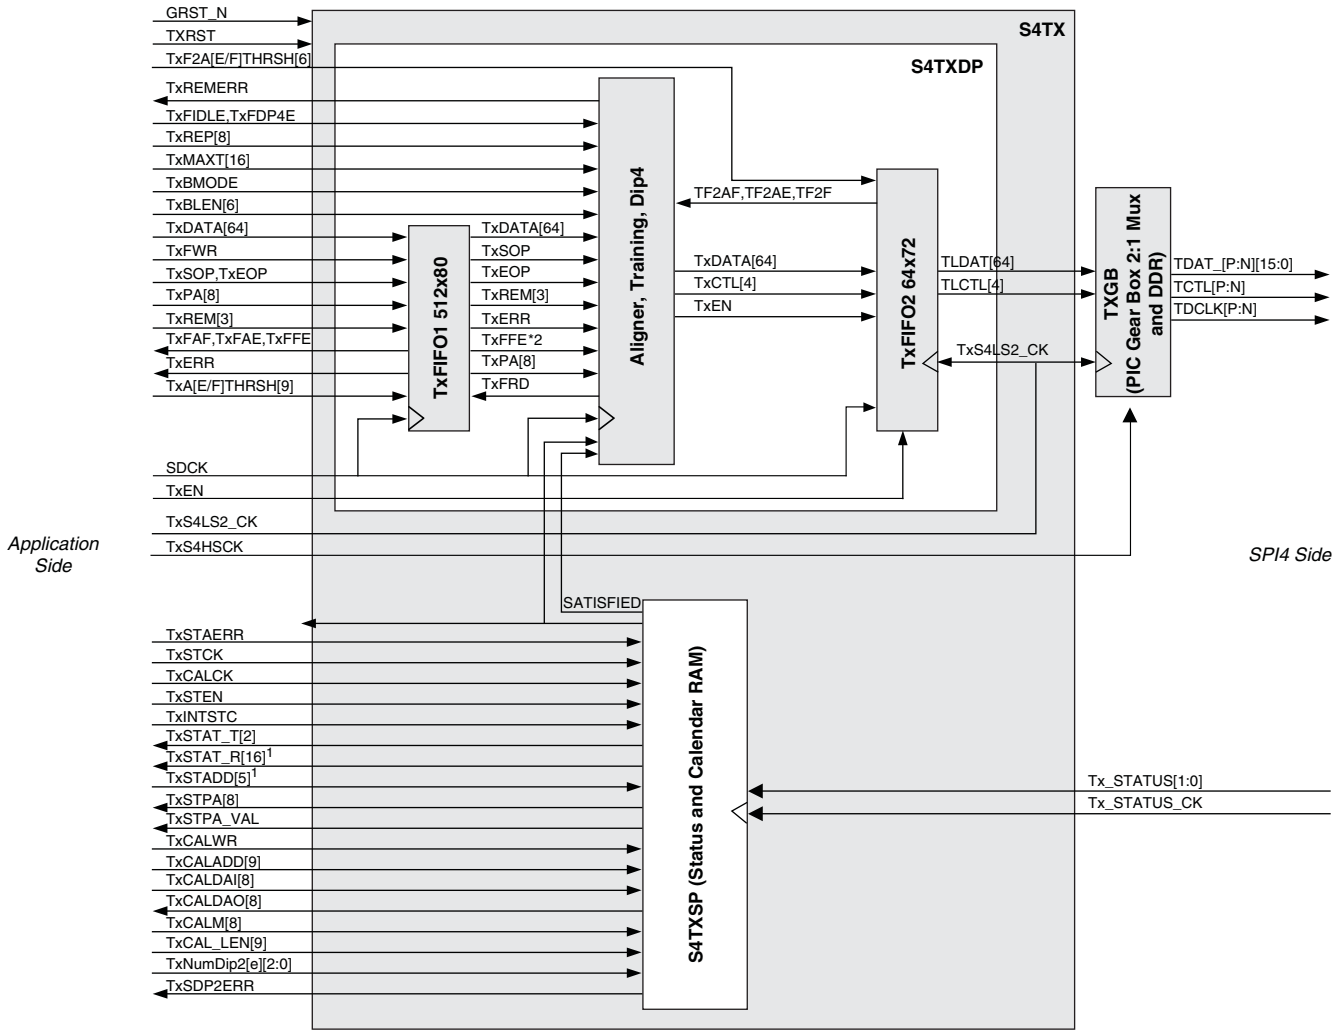 GRST_N
TXRST
TxF2A[E/F]THRSH[6]
TxREMERR
TxFIDLE,TxFDP4E
TxREP[8]
TxMAXT[16]
TxBMODE
TxBLEN[6]
TxDATA[64]
TxFWR
TxSOP,TxEOP
TxPA[8]
TxREM[3]
TxFAF,TxFAE,TxFFE
TxERR
TxA[E/F]THRSH[9]
SDCK
TxEN
TxS4LS2_CK
TxS4HSCK
Application
Side
S4TX
S4TXDP
TxFIFO1 512x80
TxDATA[64]
TxSOP
TxEOP
TxREM[3]
TxERR
TxFFE*2
TxPA[8]
TxFRD
Aligner, Training, Dip4
TF2AF,TF2AE,TF2F
TxDATA[64]
TxCTL[4]
TxEN
TxFIFO2 64x72
TLDAT[64]
TLCTL[4]
TxS4LS2_CK
TXGB
(PIC Gear Box 2:1 Mux
and DDR)
TDAT_[P:N][15:0]
TCTL[P:N]
TDCLK[P:N]
SPI4 Side
SATISFIED
TxSTAERR
TxSTCK
TxCALCK
TxSTEN
TxINTSTC
TxSTAT_T[2]
TxSTAT_R[16]1
TxSTADD[5]1
TxSTPA[8]
TxSTPA_VAL
TxCALWR
TxCALADD[9]
TxCALDAI[8]
TxCALDAO[8]
TxCALM[8]
TxCAL_LEN[9]
TxNumDip2[e][2:0]
TxSDP2ERR
S4TXSP (Status and Calendar RAM)
Tx_STATUS[1:0]
Tx_STATUS_CK